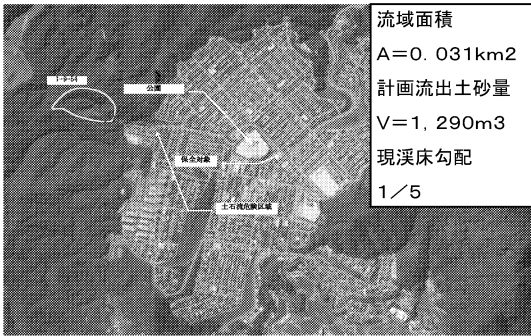 流域面積
A=0．031km2
計画流出土砂量
V=1，290m3
現渓床勾配
1／5
公園
保全対象
土石流危険区域